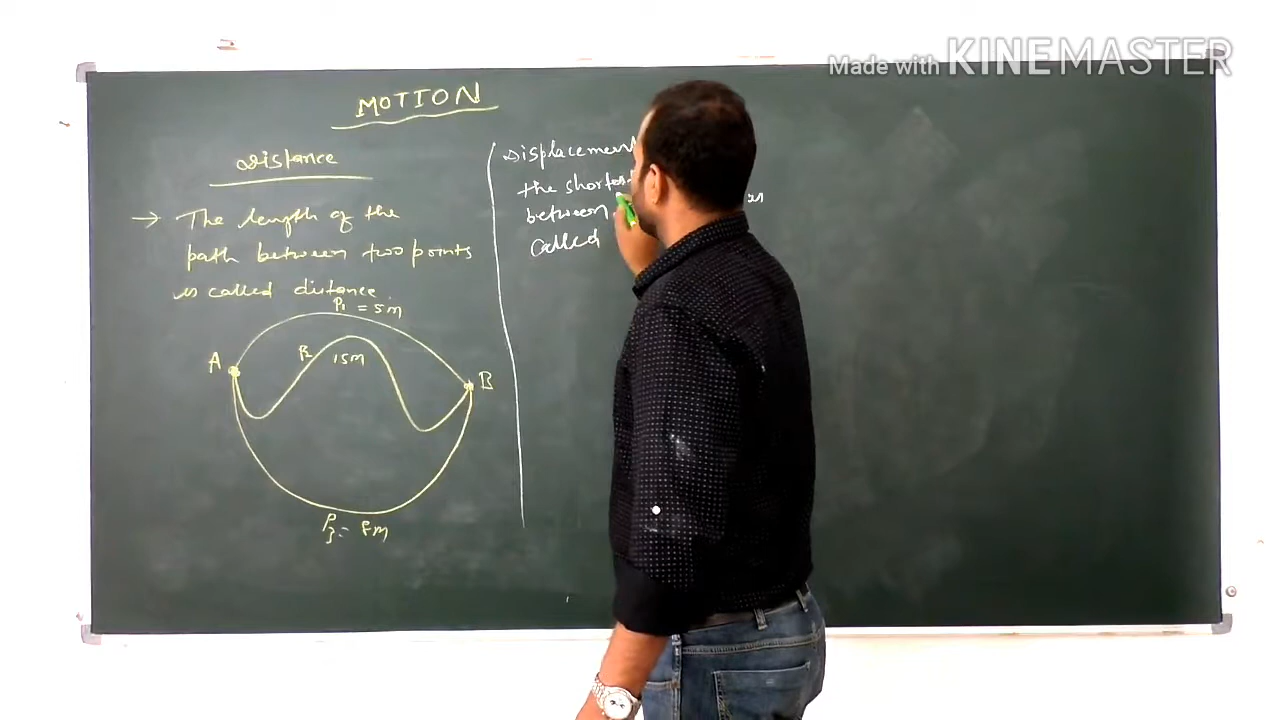 Made with KINEMASTER
MOTION
Distance
→ The length of the
path between two points
is called distance.
P1 = 5m
A
P2 15m
B
P3 = 8m
Displacement
the shortes
between
called